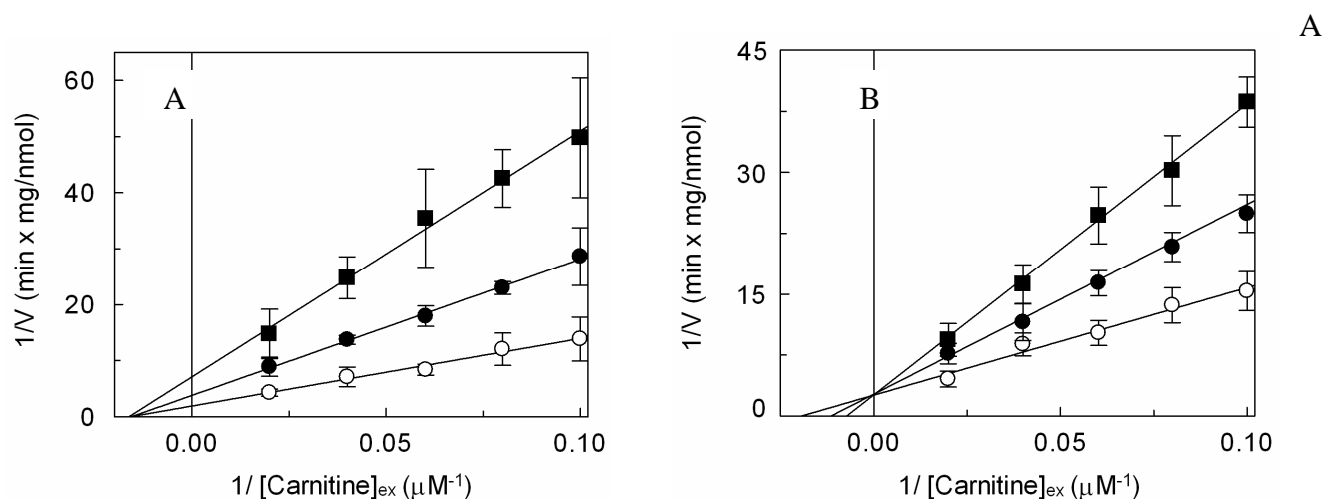 A
A
60
40
20
0
1/V (min x mg/nmol)
0.00
0.05
0.10
1/ [Carnitine]ex (μM-1)
B
45
30
15
0
1/V (min x mg/nmol)
0.00
0.05
0.10
1/ [Carnitine]ex (μM-1)